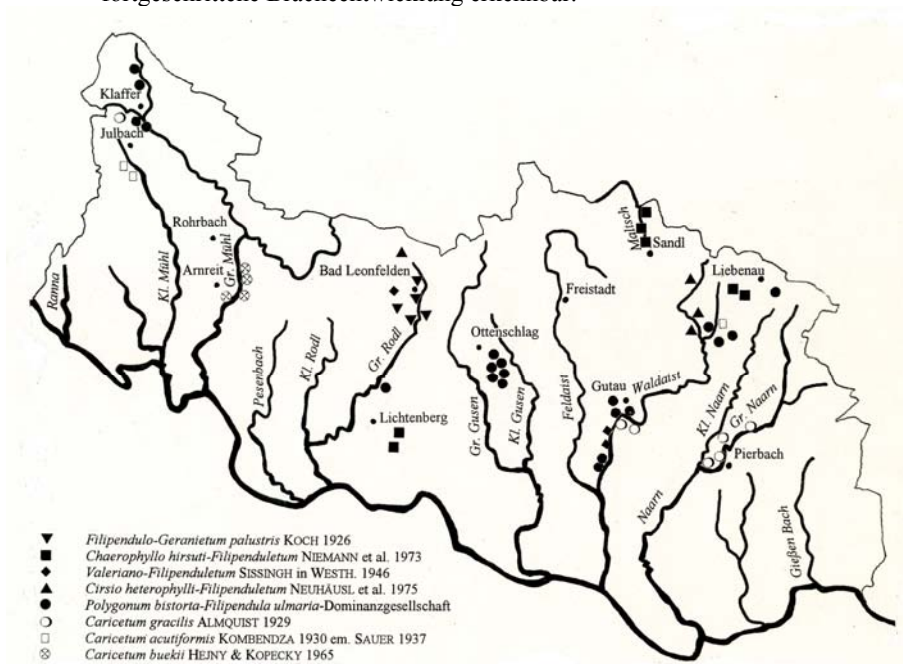 fortgeschrittene Bracheentwicklung erkennbar.
Klaffer
Julbach
Rohrbach
Arnreit
Ranna
Kl. Mühl
Gr. Mühl
Bad Leonfelden
Pesenbach
Kl. Rodl
Gr. Rodl
Lichtenberg
Ottenschlag
Gr. Gusen
Kl. Gusen
Freistadt
Feldaist
Maltsch
Sandl
Liebenau
Gutau
Waldaist
Kl. Naarn
Gr. Naarn
Pierbach
Naarn
Gießen Bach
Filipendulo-Geranietum palustris KOCH 1926
Chaerophyllo hirsuti-Filipenduletum NIEMANN et al. 1973
Valeriano-Filipenduletum SISSINGH in WESTH. 1946
Cirsio heterophylli-Filipenduletum NEUHÄUSL et al. 1975
Polygonum bistorta-Filipendula ulmaria-Dominanzgesellschaft
Caricetum gracilis ALMQUIST 1929
Caricetum acutiformis KOMBENDZA 1930 em. SAUER 1937
Caricetum buekii HEJNY & KOPECKY 1965